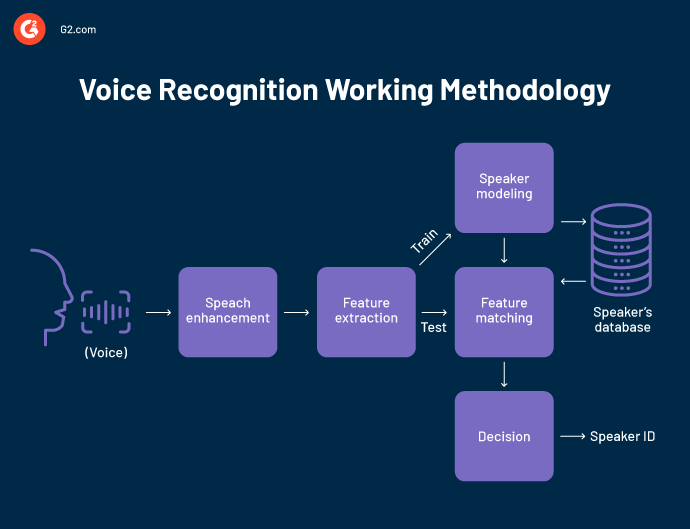 G2
G2.com
Voice Recognition Working Methodology
Speaker
modeling
Train
Speach
enhancement
Feature
extraction
Test
Feature
matching
Speaker's
database
(Voice)
Decision
Speaker ID